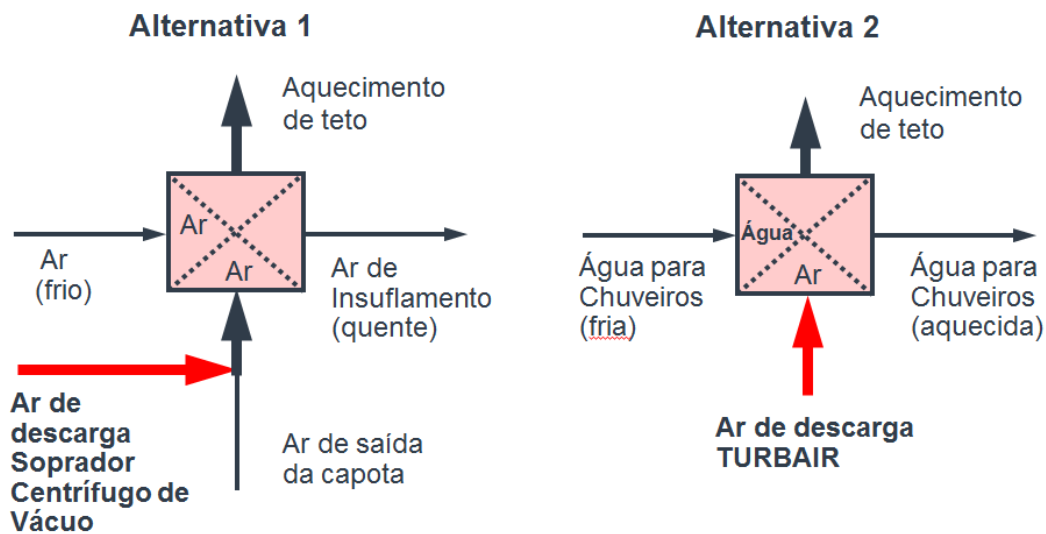 Alternativa 1
Aquecimento
de teto
Ar
Ar
Ar
(frio)
Ar de
Insuflamento
(quente)
Ar de
descarga
Soprador
Centrífugo de
Vácuo
Ar de saída
da capota
Alternativa 2
Aquecimento
de teto
Água
Ar
Água para
Chuveiros
(fria)
Água para
Chuveiros
(aquecida)
Ar de descarga
TURBAIR